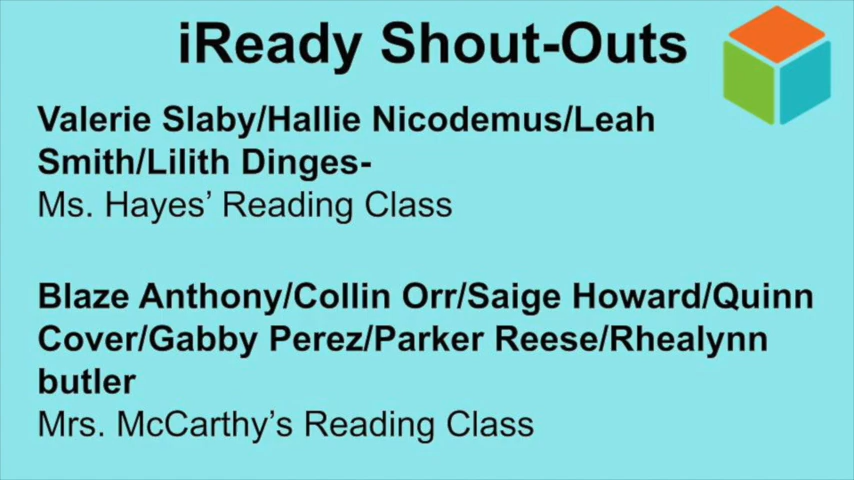 iReady Shout-Outs
Valerie Slaby/Hallie Nicodemus/Leah
Smith/Lilith Dinges-
Ms. Hayes’ Reading Class
Blaze Anthony/Collin Orr/Saige Howard/Quinn
Cover/Gabby Perez/Parker Reese/Rhealynn
butler
Mrs. McCarthy’s Reading Class